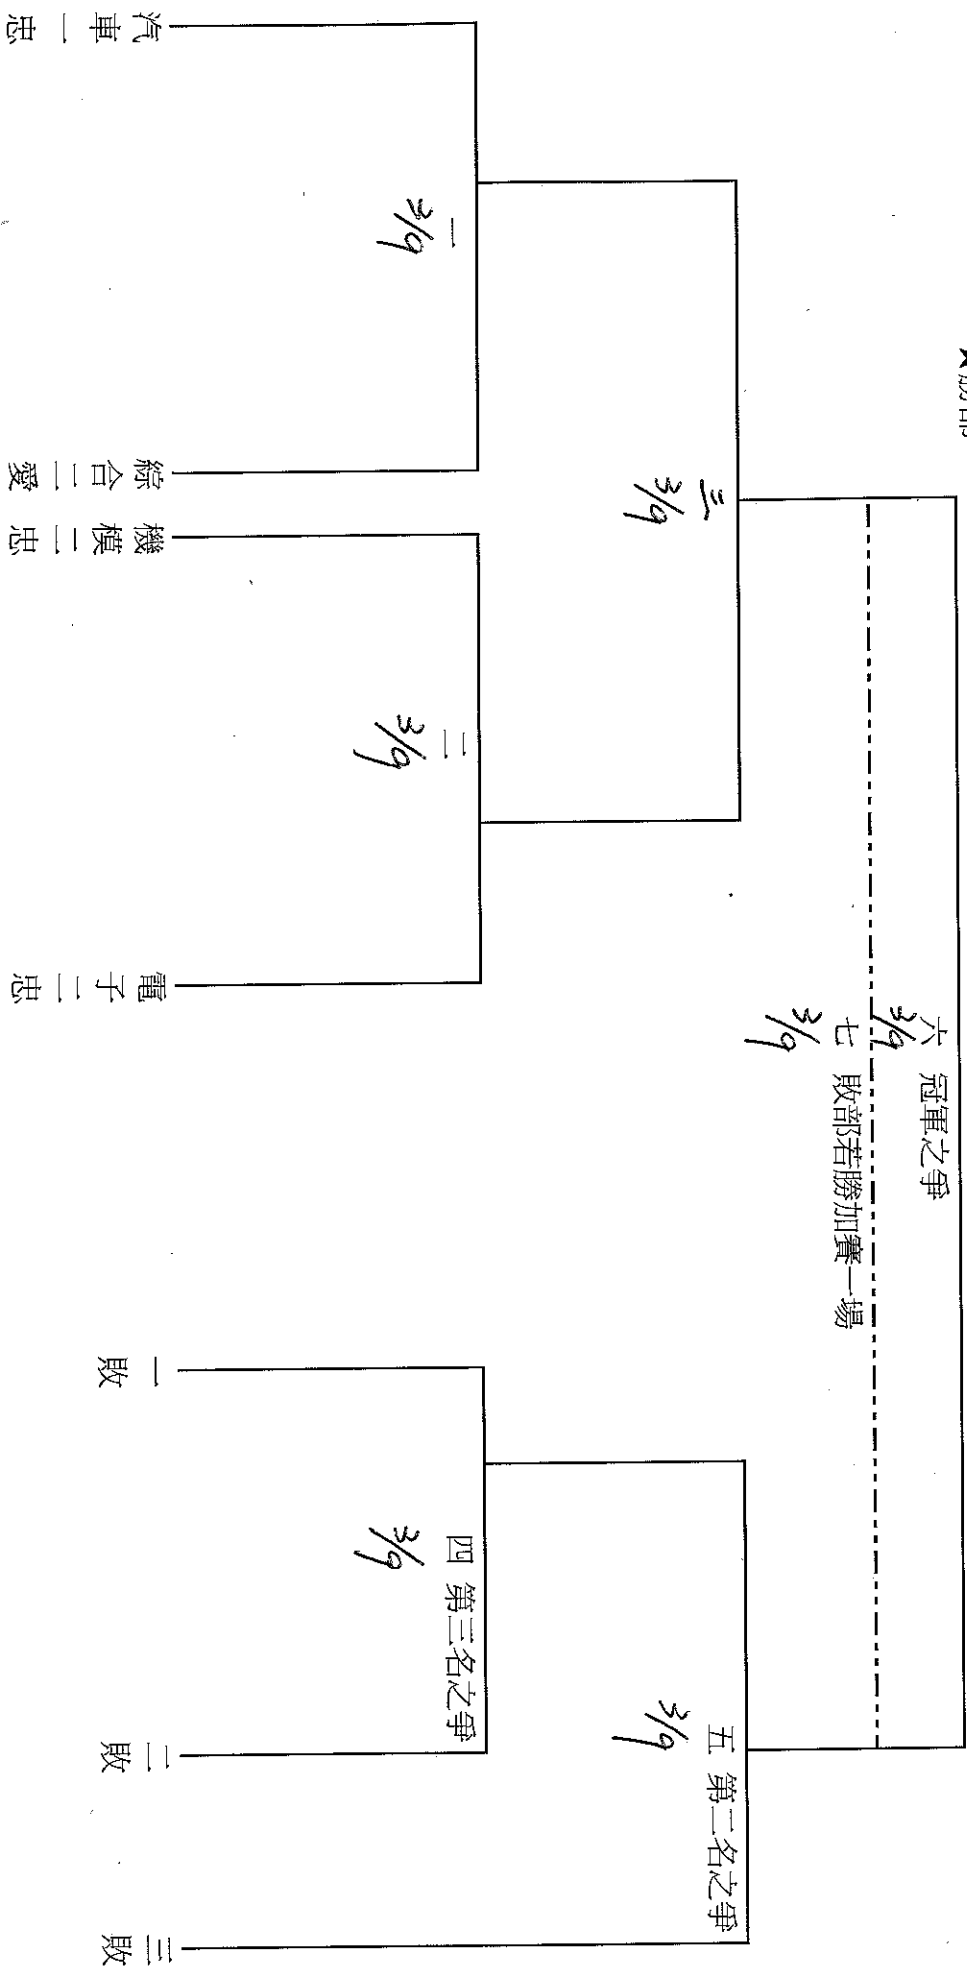 ★勝部
六 冠軍之爭
3/9
七 敗部若勝加賽一場
3/9
三
3/9
五 第二名之爭
3/9
一
3/9
二
3/9
四 第三名之爭
3/9
汽車一忠
綜合二愛
機模二忠
電子二忠
一敗
二敗
三敗